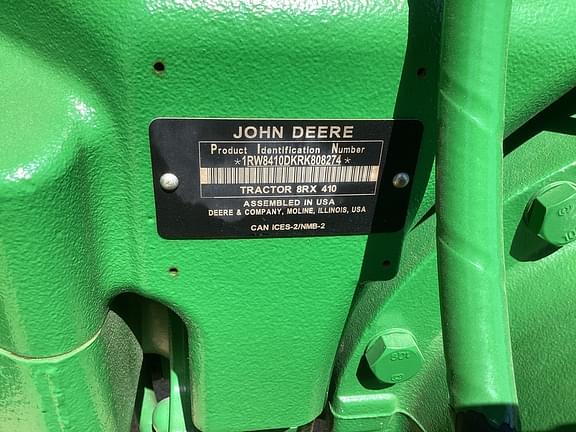 JOHN DEERE
Product Identification Number
*1RW8410DKRK808274*
TRACTOR 8RX 410
ASSEMBLED IN USA
DEERE & COMPANY, MOLINE, ILLINOIS, USA
CAN ICES-2/NMB-2